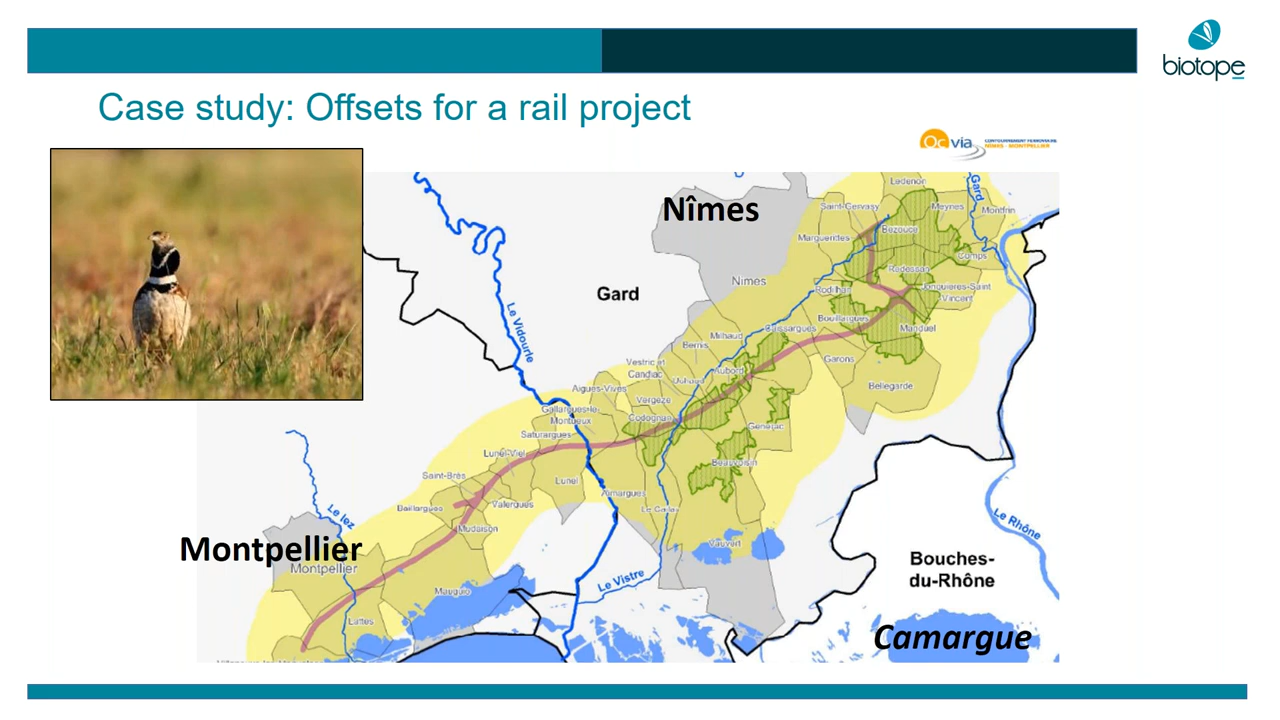 biotope
Case study: Offsets for a rail project
Oc via
CONTOURNEMENT FERROVIAIRE
NÎMES - MONTPELLIER
Nîmes
Ledenon
Gard
Saint-Gervasy
Meynes
Montfrin
Marguerittes
Bezouce
Comps
Redessan
Nîmes
Gard
Rodilhan
Jonquieres-Saint
Vincent
Le Vidourle
Bouillargues
Caissargues
Manduel
Milhaud
Bernis
Garons
Vestric et
Candiac
Uchaud
Aubord
Bellegarde
Aigues-Vives
Vergèze
Gallargues-le-
Montueux
Codognan
Générac
Saturargues
Lunel-Viel
Beauvoisin
Saint-Brès
Lunel
Aimargues
Baillargues
Valergues
Le Cailar
Le lez
Mudaison
Le Rhône
Vauvert
Montpellier
Montpellier
Bouches-
du-Rhône
Le Vistre
Mauguio
Lattes
Camargue